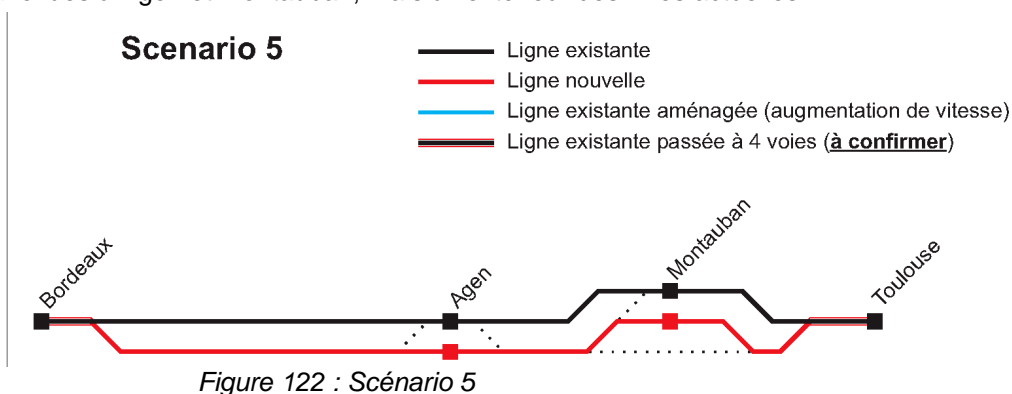 Scenario 5
Ligne existante
Ligne nouvelle
Ligne existante aménagée (augmentation de vitesse)
Ligne existante passée à 4 voies (à confirmer)
Bordeaux
Agen
Montauban
Toulouse
Figure 122 : Scénario 5